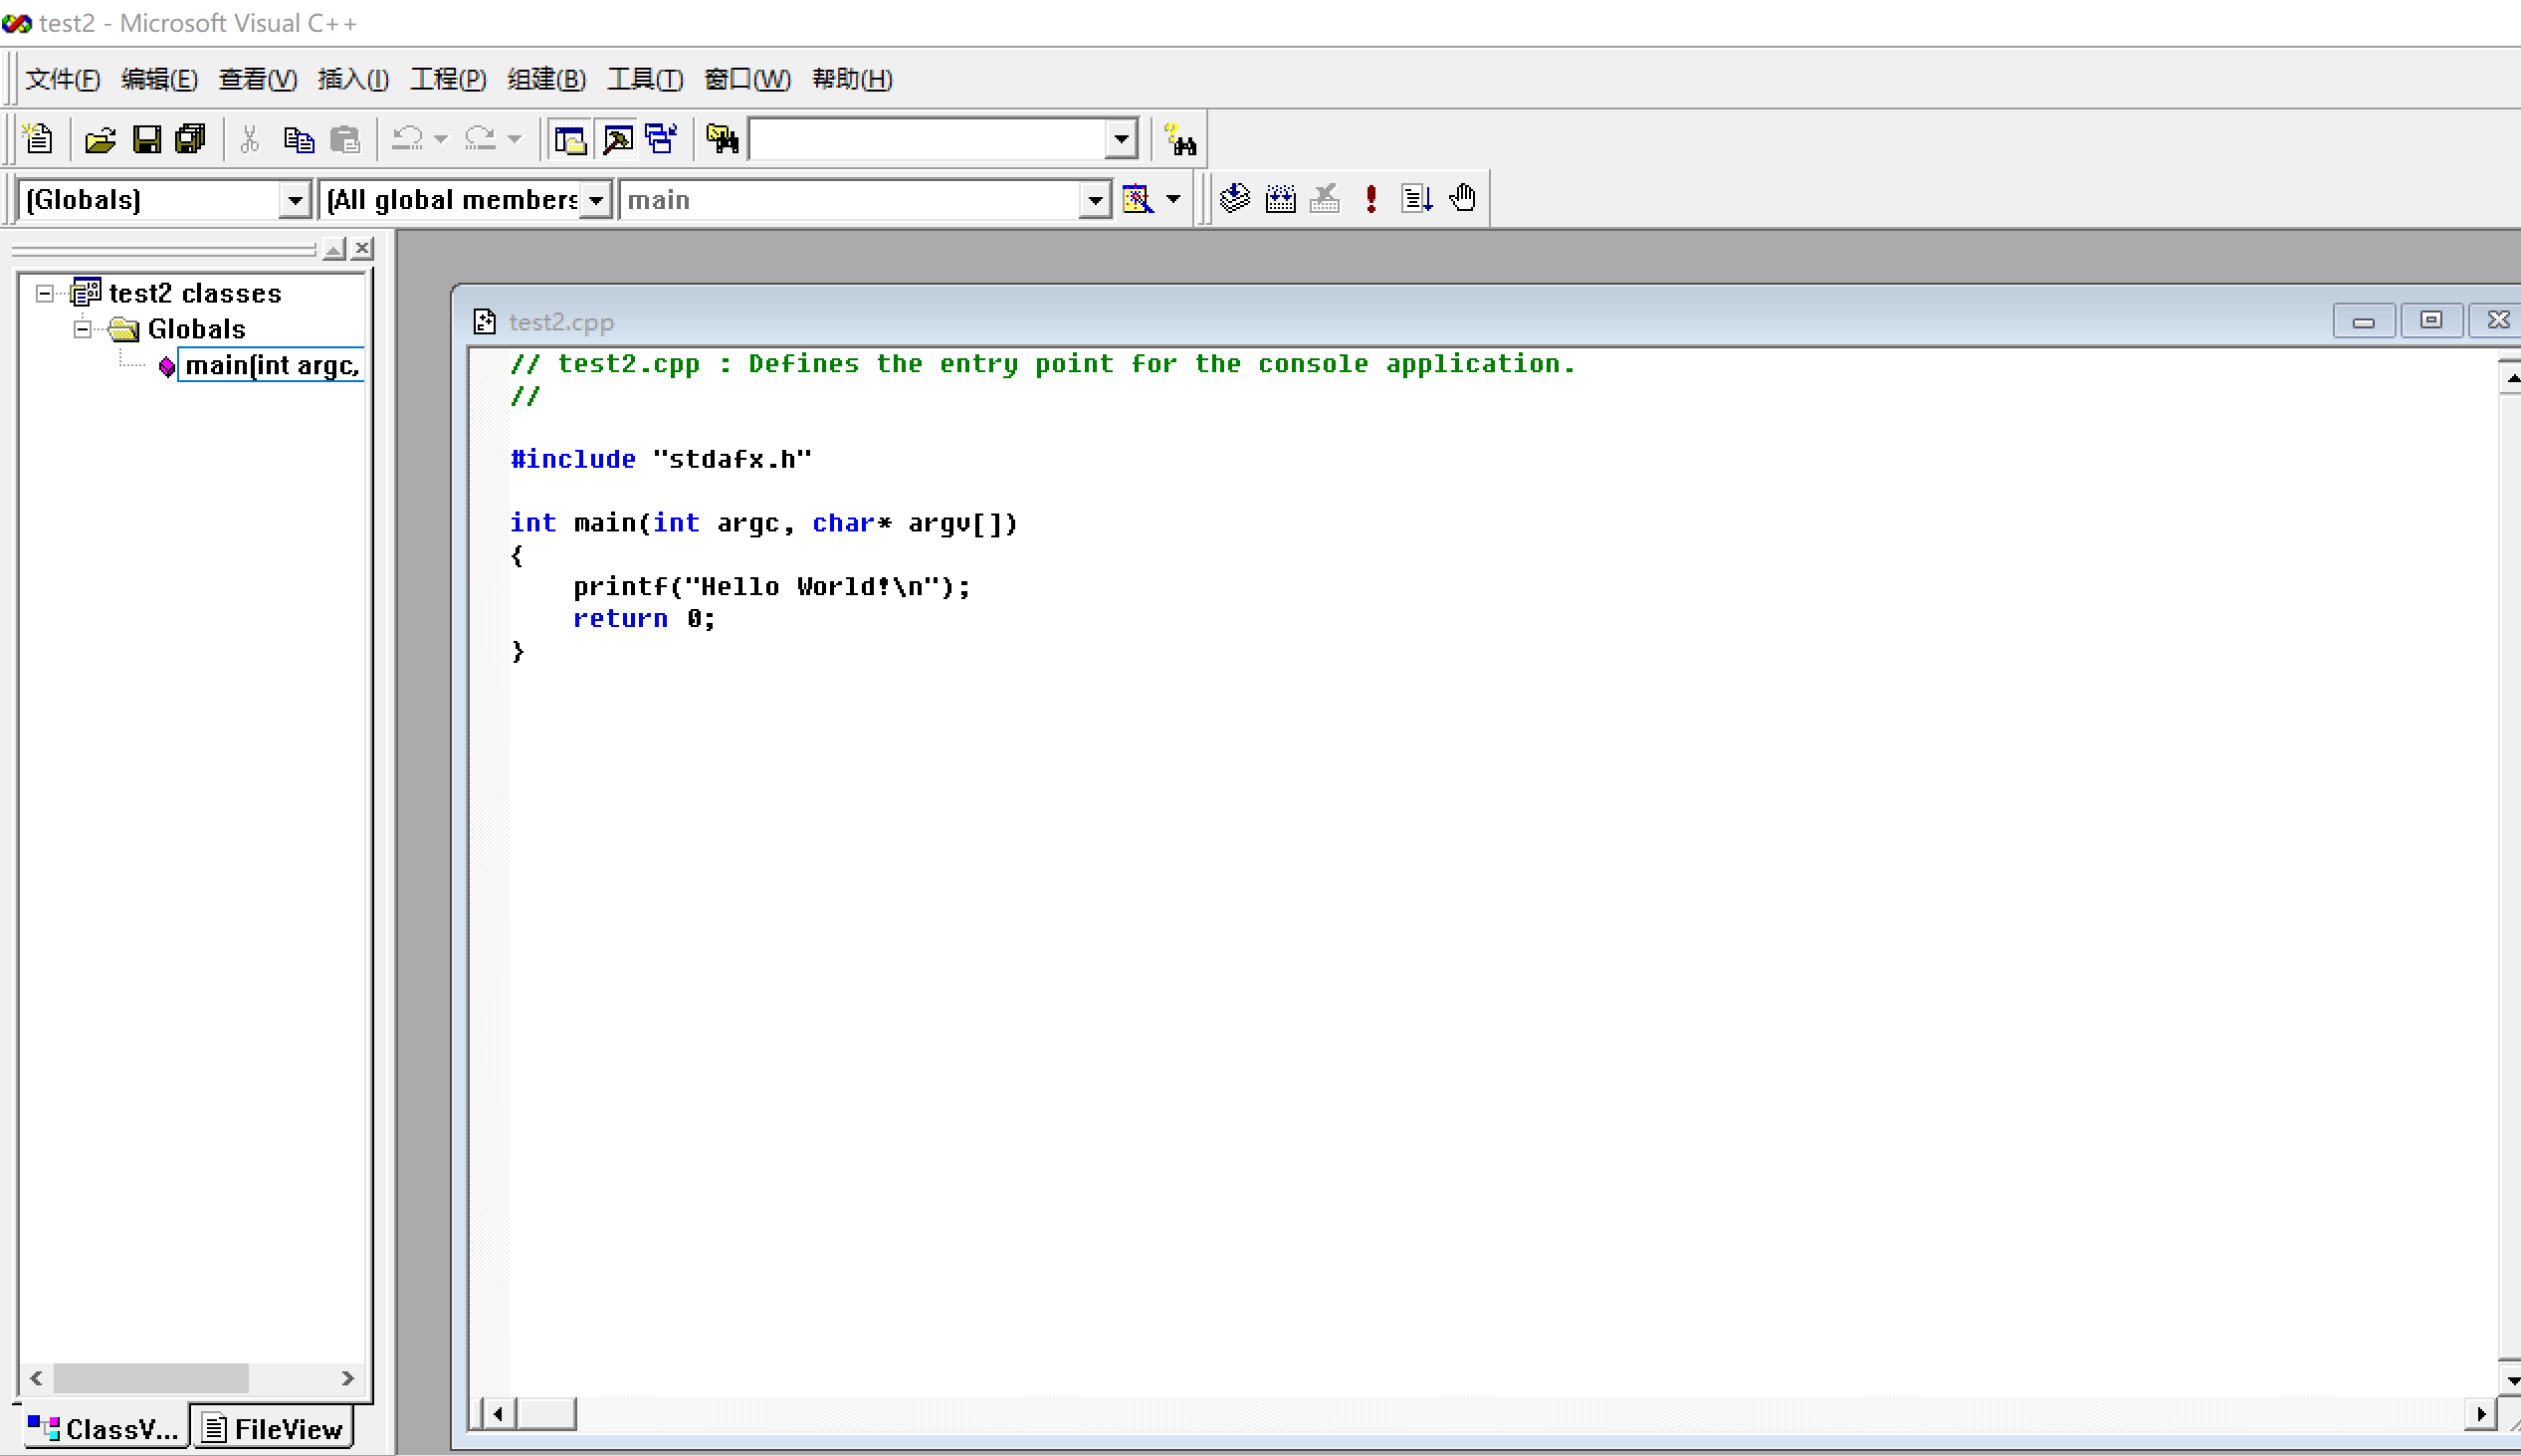 test2 - Microsoft Visual C++
文件(F) 编辑(E) 查看(V) 插入(I) 工程(P) 组建(B) 工具(T) 窗口(W) 帮助(H)
(Globals) (All global members main
test2 classes
Globals
main(int argc,
test2.cpp
// test2.cpp : Defines the entry point for the console application.
//
#include "stdafx.h"
int main(int argc, char* argv[])
{
printf("Hello World!\n");
return 0;
}
ClassV... FileView